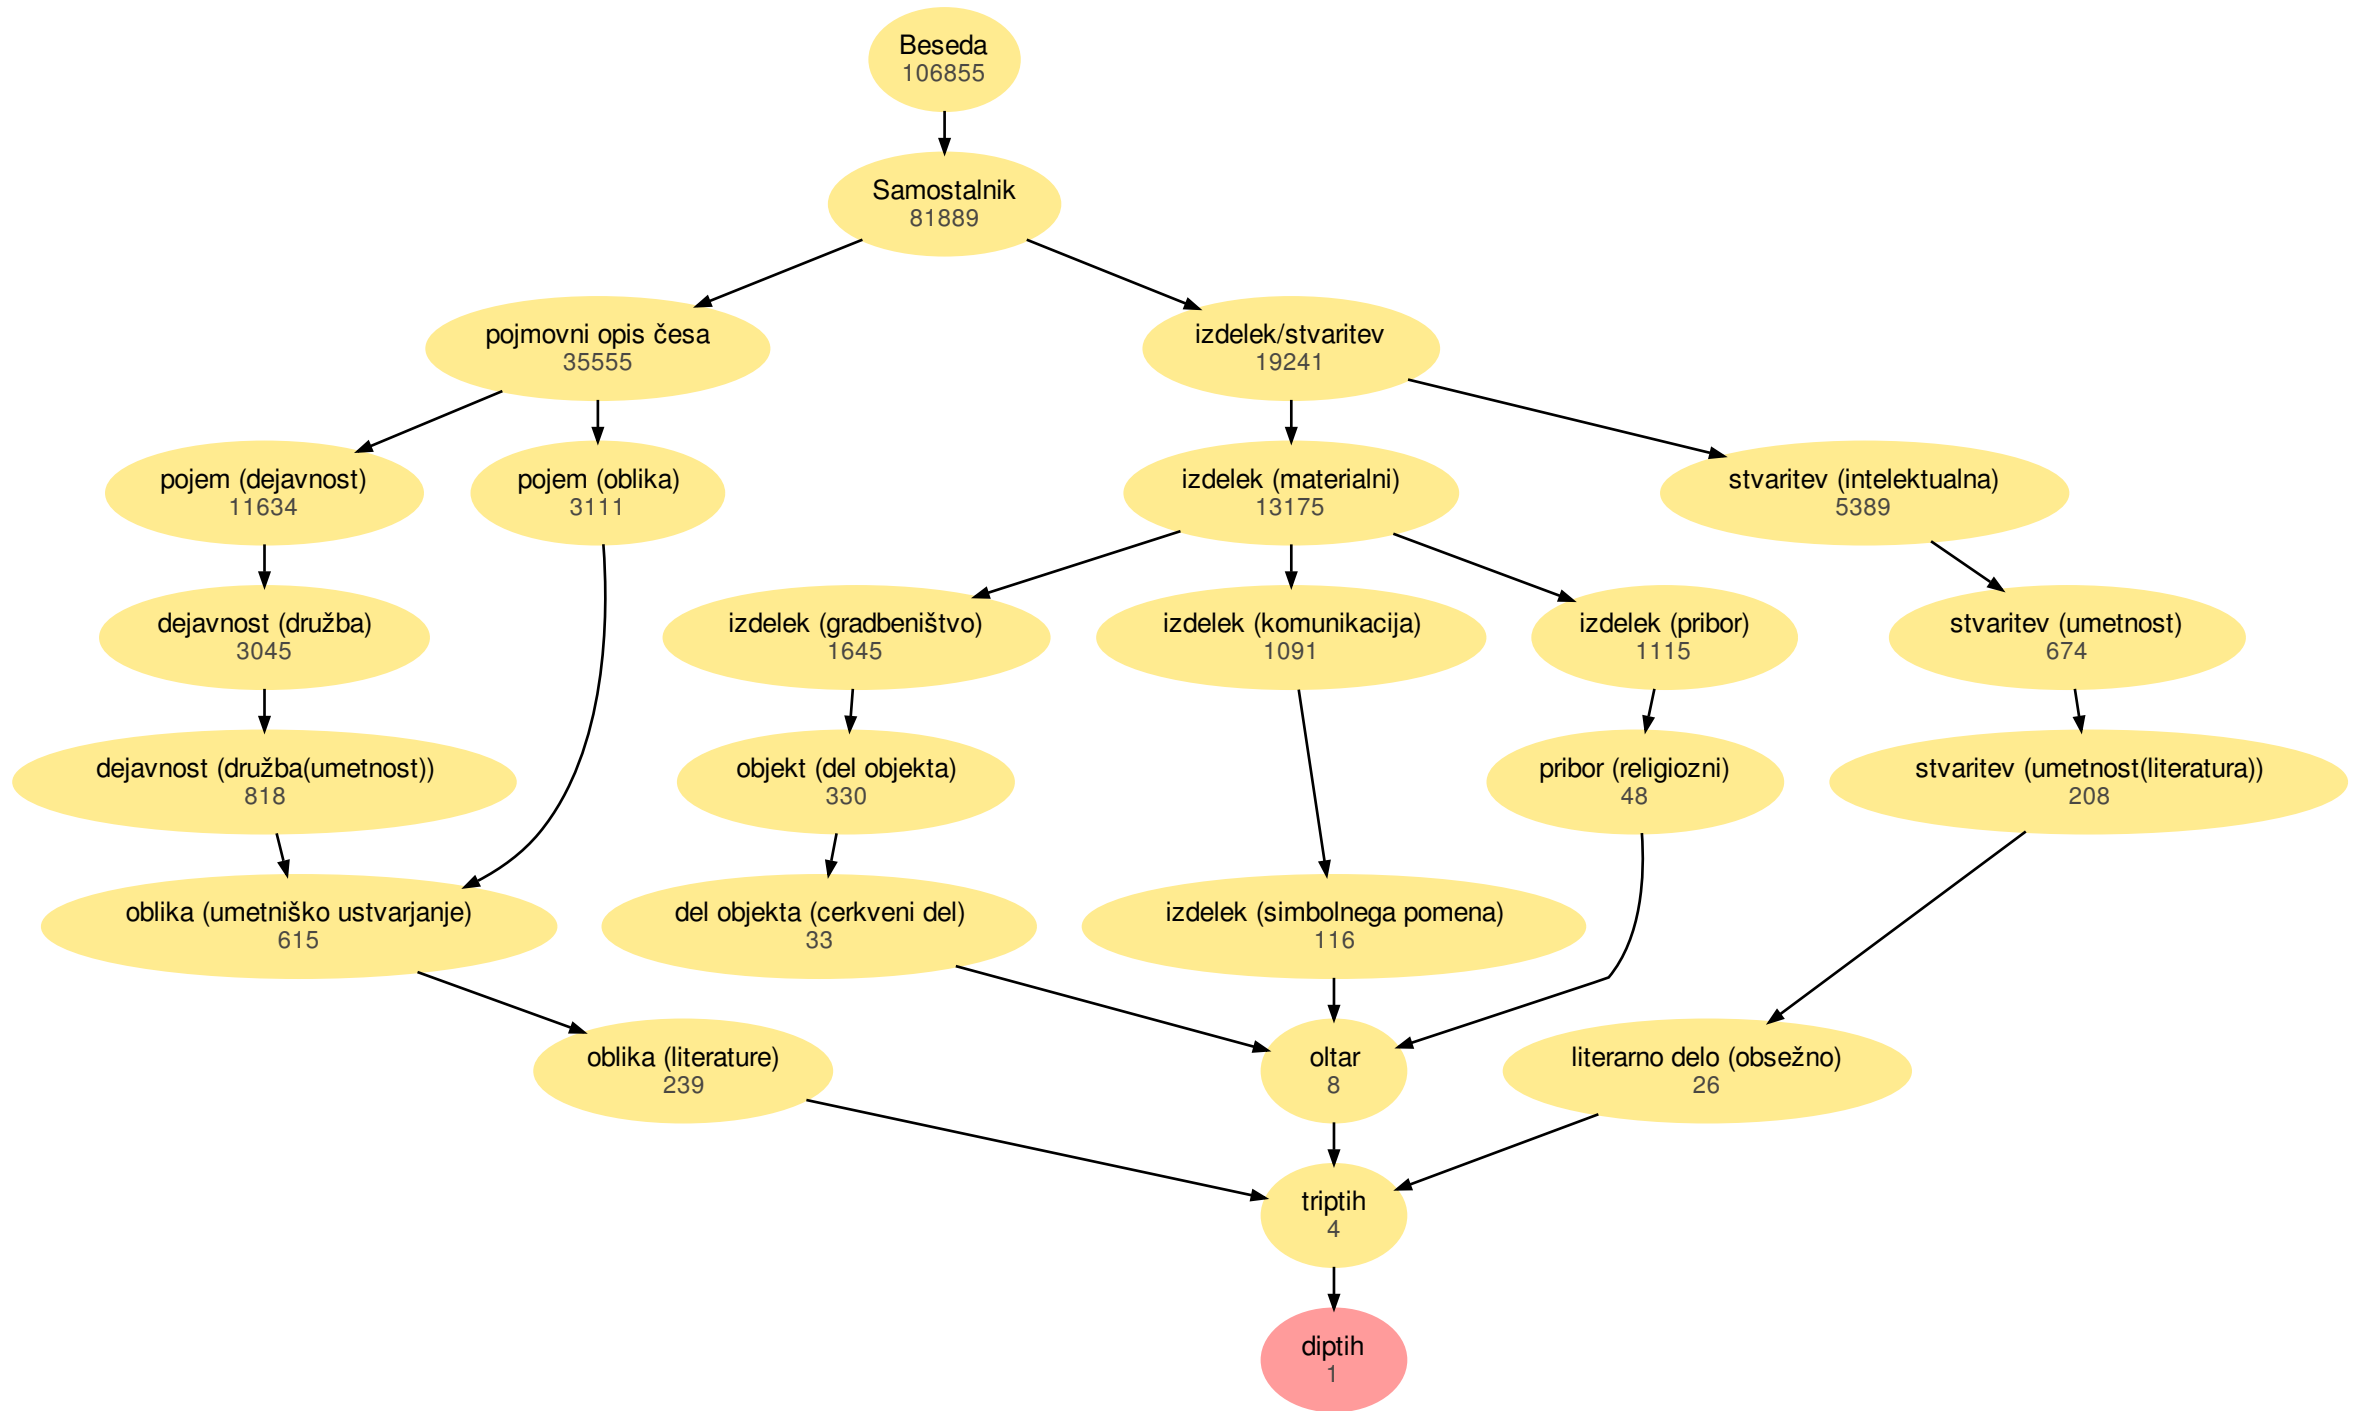 Beseda
106855
Samostalnik
81889
pojmovni opis česa
35555
izdelek/stvaritev
19241
pojem (dejavnost)
11634
pojem (oblika)
3111
izdelek (materialni)
13175
stvaritev (intelektualna)
5389
dejavnost (družba)
3045
izdelek (gradbeništvo)
1645
izdelek (komunikacija)
1091
izdelek (pribor)
1115
stvaritev (umetnost)
674
dejavnost (družba(umetnost))
818
objekt (del objekta)
330
pribor (religiozni)
48
stvaritev (umetnost(literatura))
208
oblika (umetniško ustvarjanje)
615
del objekta (cerkveni del)
33
izdelek (simbolnega pomena)
116
oblika (literature)
239
oltar
8
literarno delo (obsežno)
26
triptih
4
diptih
1